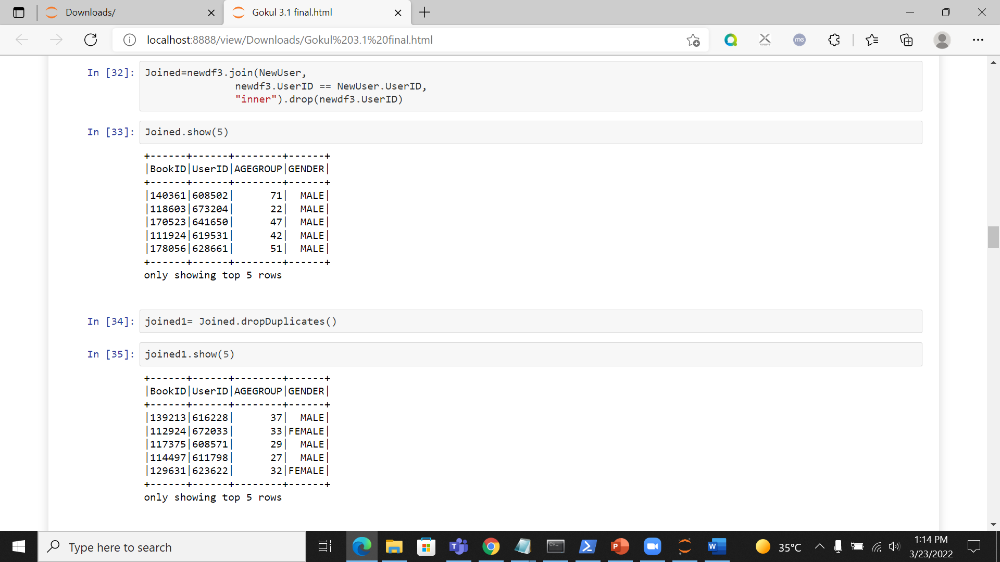 Downloads/
Gokul 3.1 final.html
localhost:8888/view/Downloads/Gokul%203.1%20final.html
me
In [32]: Joined=newdf3.join(NewUser,
newdf3.UserID == NewUser.UserID,
"inner").drop(newdf3.UserID)
In [33]: Joined.show(5)
+------+------+--------+------+
|BookID|UserID|AGEGROUP|GENDER|
+------+------+--------+------+
|140361|608502|      71|  MALE|
|118603|673204|      22|  MALE|
|170523|641650|      47|  MALE|
|111924|619531|      42|  MALE|
|178056|628661|      51|  MALE|
+------+------+--------+------+
only showing top 5 rows
In [34]: joined1= Joined.dropDuplicates()
In [35]: joined1.show(5)
+------+------+--------+------+
|BookID|UserID|AGEGROUP|GENDER|
+------+------+--------+------+
|139213|616228|      37|  MALE|
|112924|672033|      33|FEMALE|
|117375|608571|      29|  MALE|
|114497|611798|      27|  MALE|
|129631|623622|      32|FEMALE|
+------+------+--------+------+
only showing top 5 rows
Type here to search
35°C
1:14 PM
3/23/2022